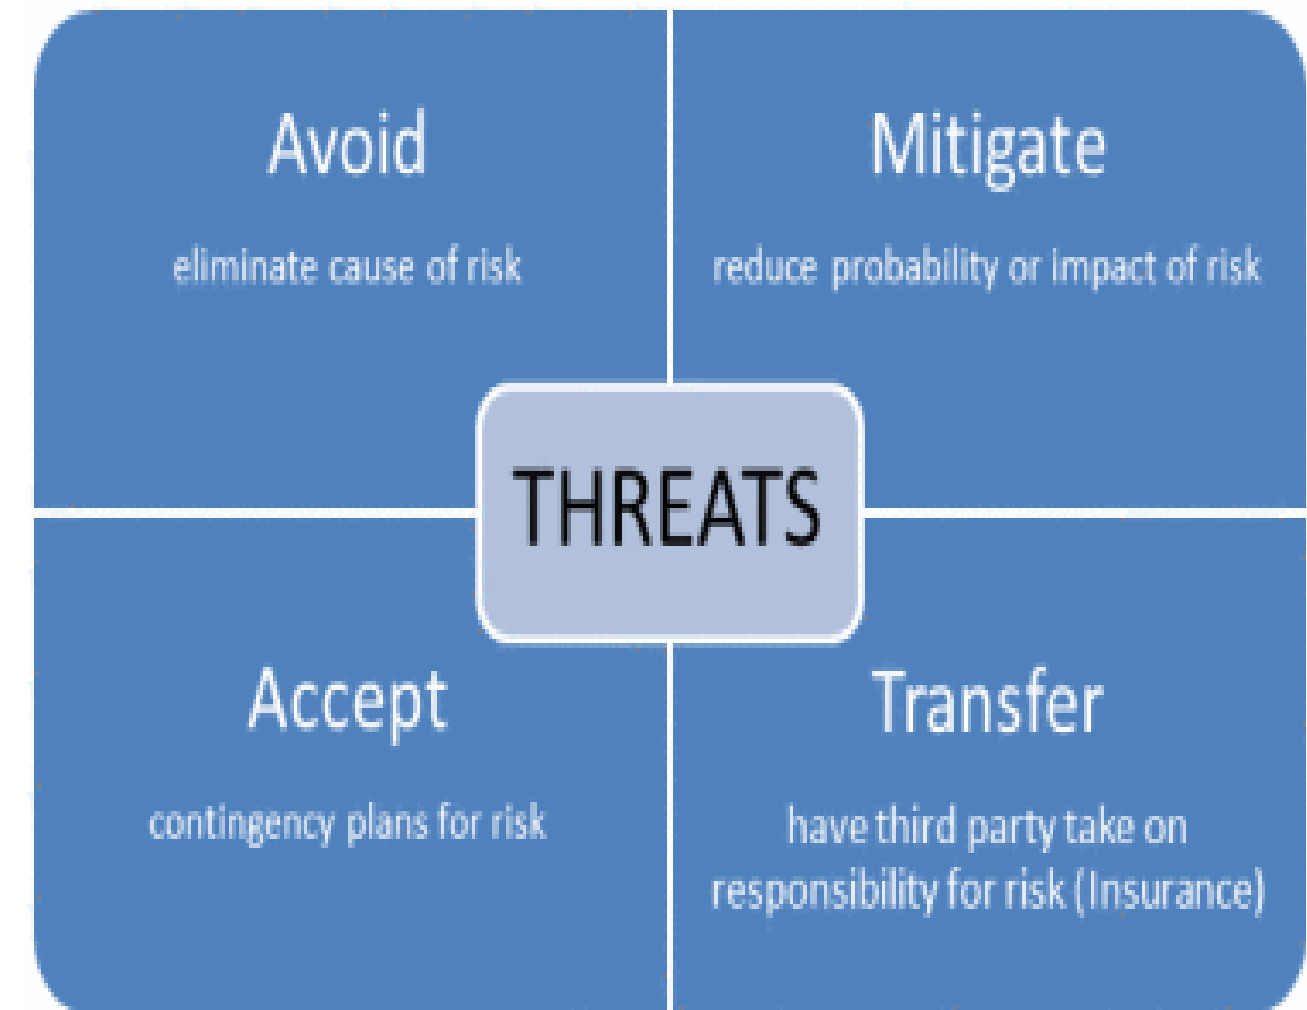 Avoid
eliminate cause of risk
Mitigate
reduce probability or impact of risk
THREATS
Accept
contingency plans for risk
Transfer
have third party take on
responsibility for risk (Insurance)